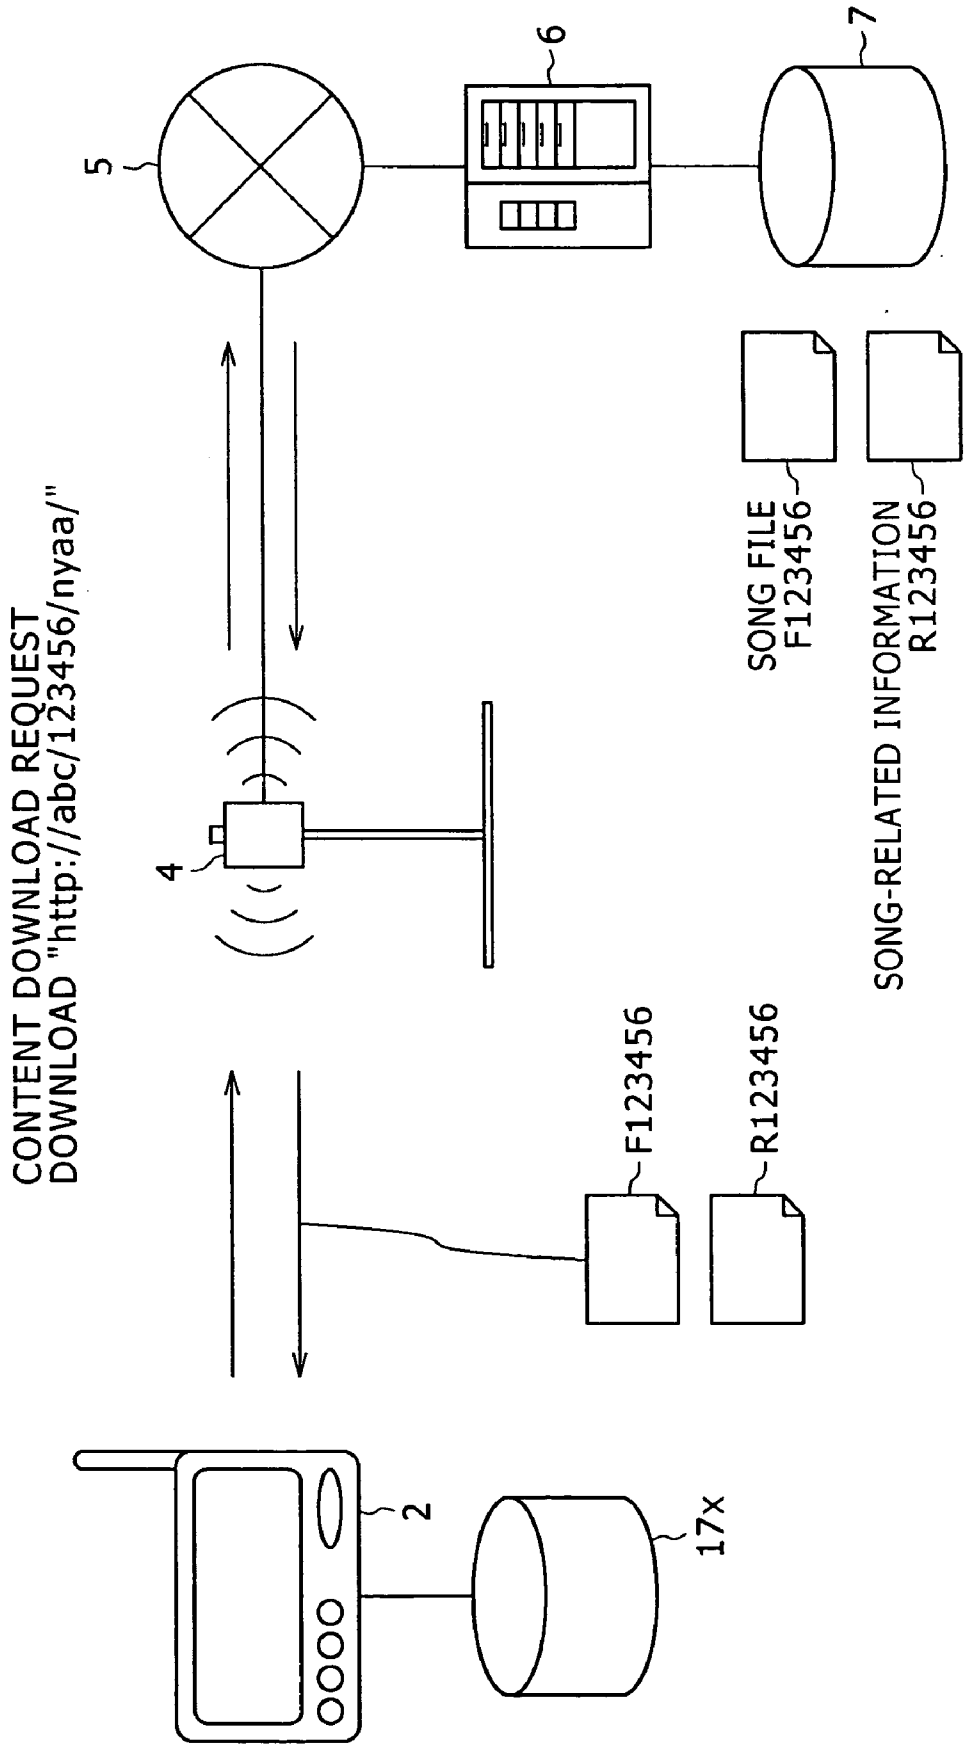 CONTENT DOWNLOAD REQUEST
DOWNLOAD "http://abc/123456/nyaa/"
4
5
6
7
2
17x
F123456
R123456
SONG FILE
F123456
SONG-RELATED INFORMATION
R123456